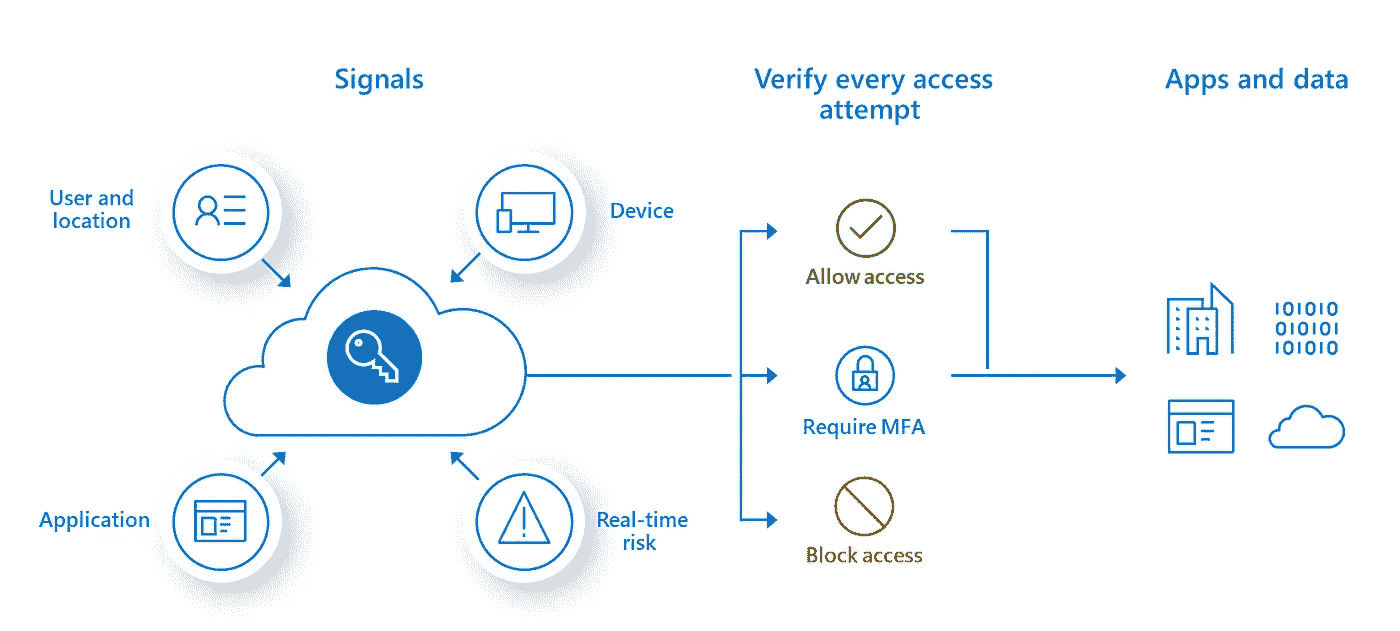 Signals
Verify every access
attempt
Apps and data
User and
location
Device
Allow access
101010
010101
101010
Require MFA
Application
Real-time
risk
Block access